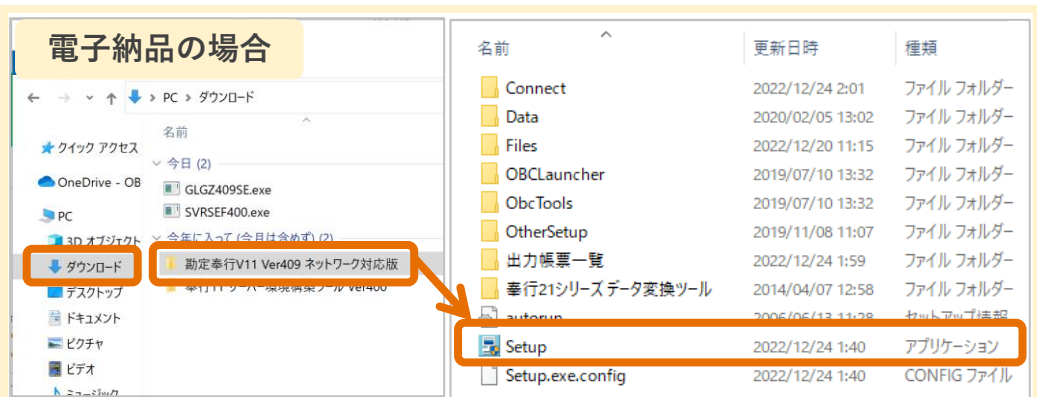 電子納品の場合
PC > ダウンロード
名前
クイック アクセス
今日 (2)
OneDrive - OB
GLGZ409SE.exe
PC
SVRSEF400.exe
3D オブジェクト
今年に入って (今月は含めず) (2)
ダウンロード
勘定奉行V11 Ver409 ネットワーク対応版
デスクトップ
奉行11 サーバー環境構築ツール Ver400
ドキュメント
ピクチャ
ビデオ
ミュージック
名前 更新日時 種類
Connect 2022/12/24 2:01 ファイル フォルダー
Data 2020/02/05 13:02 ファイル フォルダー
Files 2022/12/20 11:15 ファイル フォルダー
OBCLauncher 2019/07/10 13:32 ファイル フォルダー
ObcTools 2019/07/10 13:32 ファイル フォルダー
OtherSetup 2019/11/08 11:07 ファイル フォルダー
出力帳票一覧 2022/12/24 1:59 ファイル フォルダー
奉行21シリーズ データ変換ツール 2014/04/07 12:58 ファイル フォルダー
autorun 2006/06/13 11:28 セットアップ情報
Setup 2022/12/24 1:40 アプリケーション
Setup.exe.config 2022/12/24 1:40 CONFIG ファイル